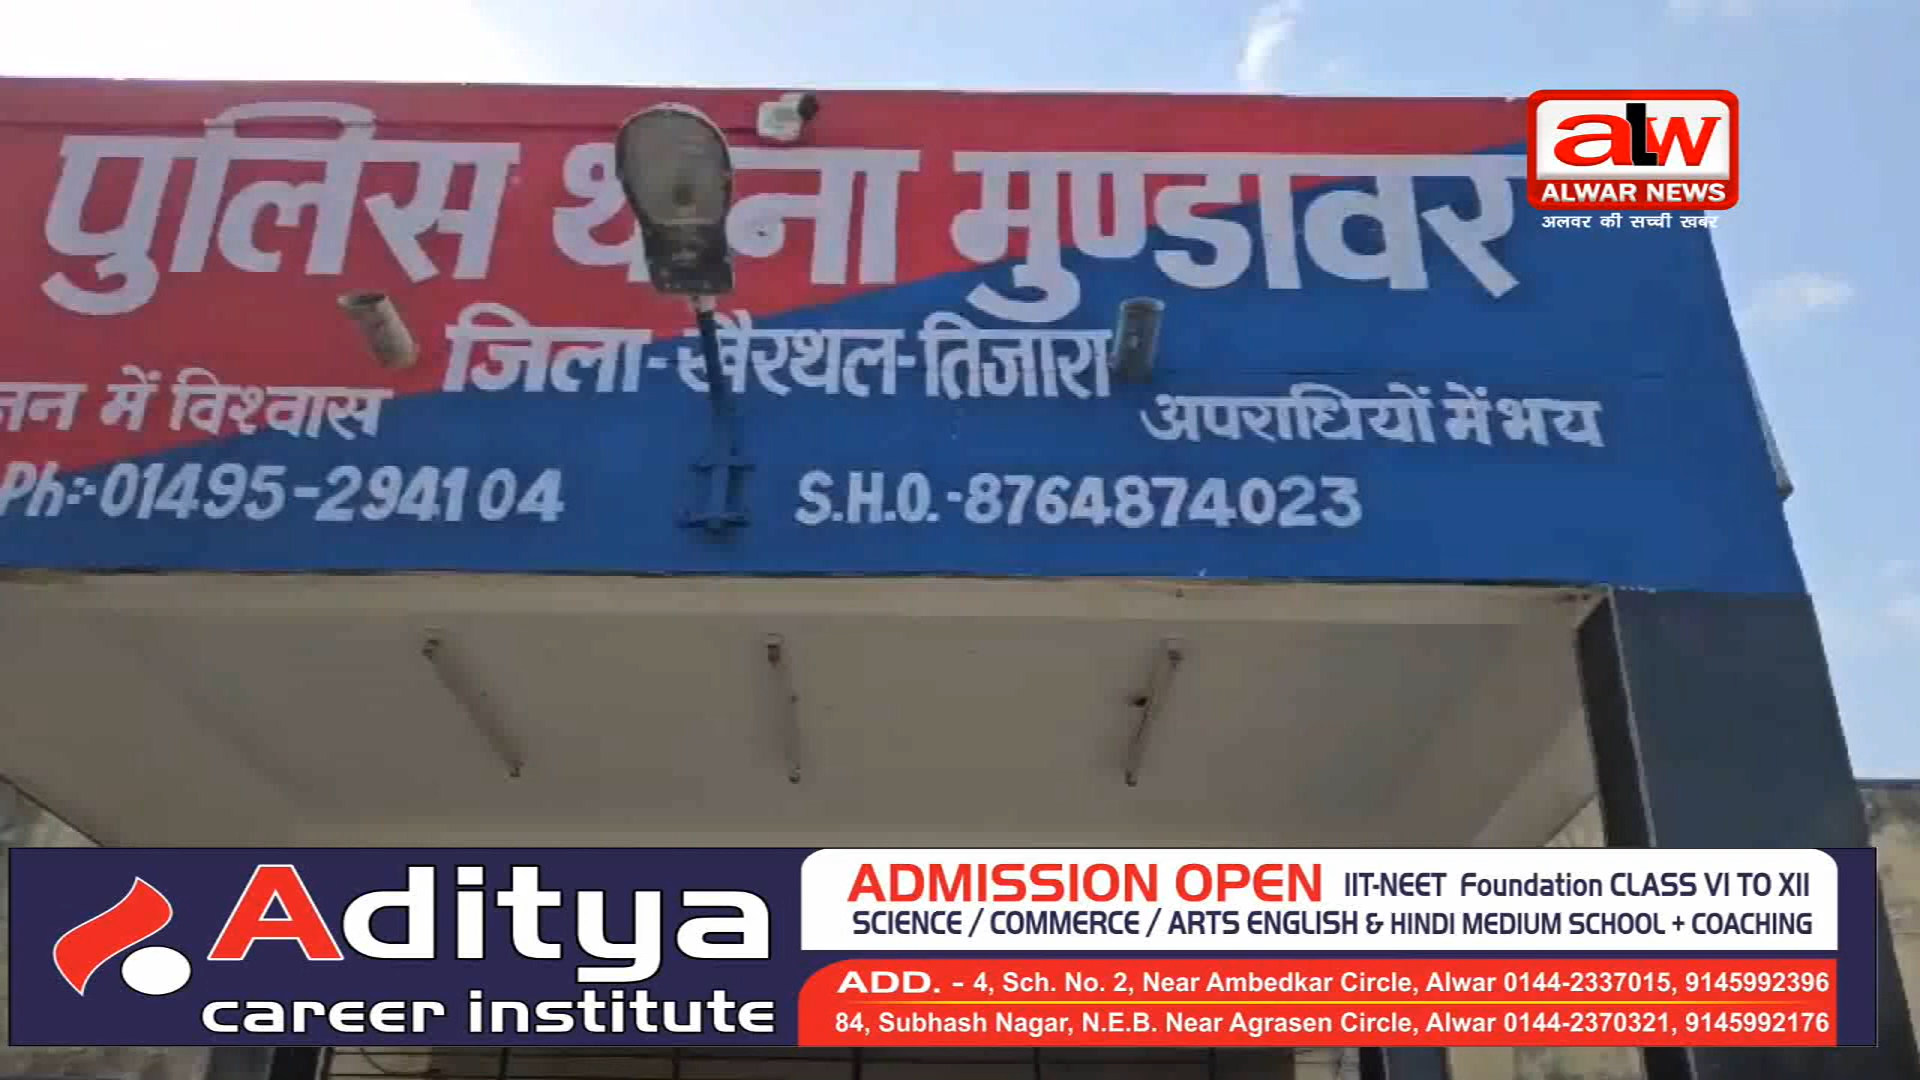 पुलिस थाना मुण्डावर
जिला-खैरथल-तिजारा
में विश्वास
अपराधियों में भय
Ph:-01495-294104
S.H.O.-8764874023
aLw
ALWAR NEWS
अलवर की सच्ची खबर
Aditya
career institute
ADMISSION OPEN IIT-NEET Foundation CLASS VI TO XII
SCIENCE / COMMERCE / ARTS ENGLISH & HINDI MEDIUM SCHOOL + COACHING
ADD. - 4, Sch. No. 2, Near Ambedkar Circle, Alwar 0144-2337015, 9145992396
84, Subhash Nagar, N.E.B. Near Agrasen Circle, Alwar 0144-2370321, 9145992176